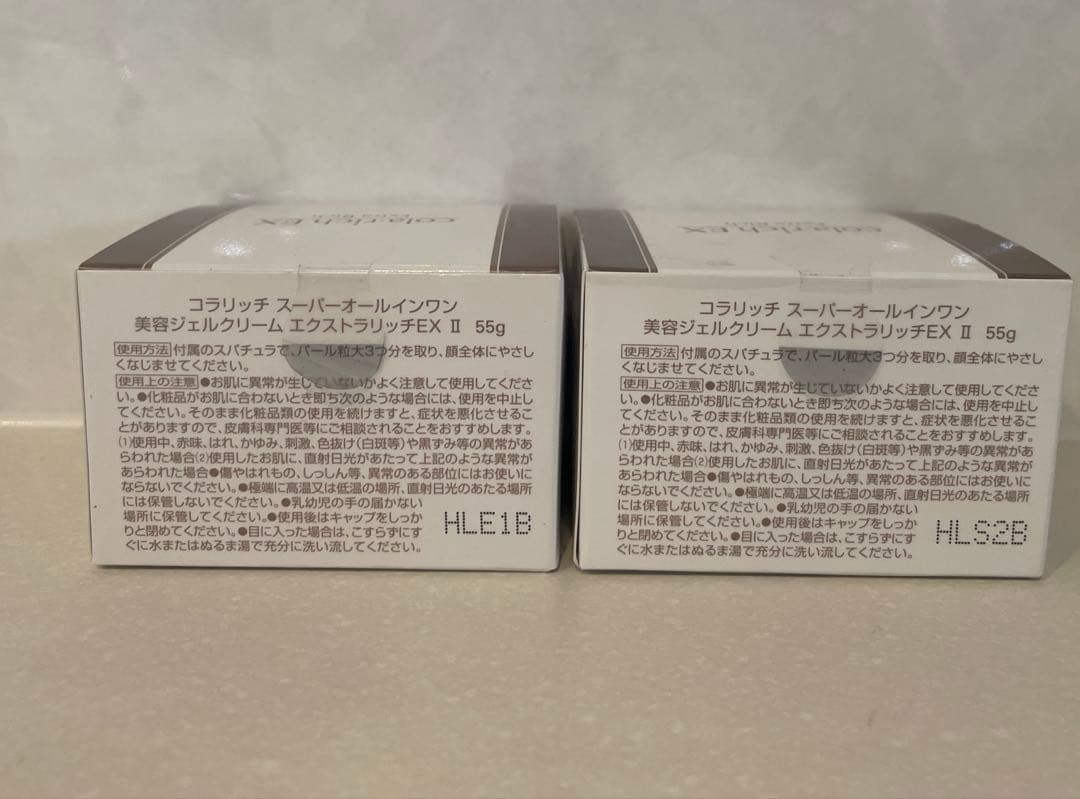 cola:rich EX
コラリッチ スーパーオールインワン
美容ジェルクリーム エクストラリッチEX Ⅱ 55g
使用方法 付属のスパチュラで、パール粒大3つ分を取り、顔全体にやさし
くなじませてください。
使用上の注意 ●お肌に異常が生じていないかよく注意して使用してくださ
い。●化粧品がお肌に合わないとき即ち次のような場合には、使用を中止し
てください。そのまま化粧品類の使用を続けますと、症状を悪化させるこ
とがありますので、皮膚科専門医等にご相談されることをおすすめします。
(1)使用中、赤味、はれ、かゆみ、刺激、色抜け(白斑等)や黒ずみ等の異常があ
らわれた場合(2)使用したお肌に、直射日光があたって上記のような異常が
あらわれた場合●傷やはれもの、しっしん等、異常のある部位にはお使いに
ならないでください。●極端に高温又は低温の場所、直射日光のあたる場所
には保管しないでください。●乳幼児の手の届かない
場所に保管してください。●使用後はキャップをしっか
りと閉めてください。●目に入った場合は、こすらずにす
ぐに水またはぬるま湯で充分に洗い流してください。
HLE1B
cola:rich EX
コラリッチ スーパーオールインワン
美容ジェルクリーム エクストラリッチEX Ⅱ 55g
使用方法 付属のスパチュラで、パール粒大3つ分を取り、顔全体にやさし
くなじませてください。
使用上の注意 ●お肌に異常が生じていないかよく注意して使用してくださ
い。●化粧品がお肌に合わないとき即ち次のような場合には、使用を中止し
てください。そのまま化粧品類の使用を続けますと、症状を悪化させるこ
とがありますので、皮膚科専門医等にご相談されることをおすすめします。
(1)使用中、赤味、はれ、かゆみ、刺激、色抜け(白斑等)や黒ずみ等の異常があ
らわれた場合(2)使用したお肌に、直射日光があたって上記のような異常が
あらわれた場合●傷やはれもの、しっしん等、異常のある部位にはお使いに
ならないでください。●極端に高温又は低温の場所、直射日光のあたる場所
には保管しないでください。●乳幼児の手の届かない
場所に保管してください。●使用後はキャップをしっか
りと閉めてください。●目に入った場合は、こすらずにす
ぐに水またはぬるま湯で充分に洗い流してください。
HLS2B